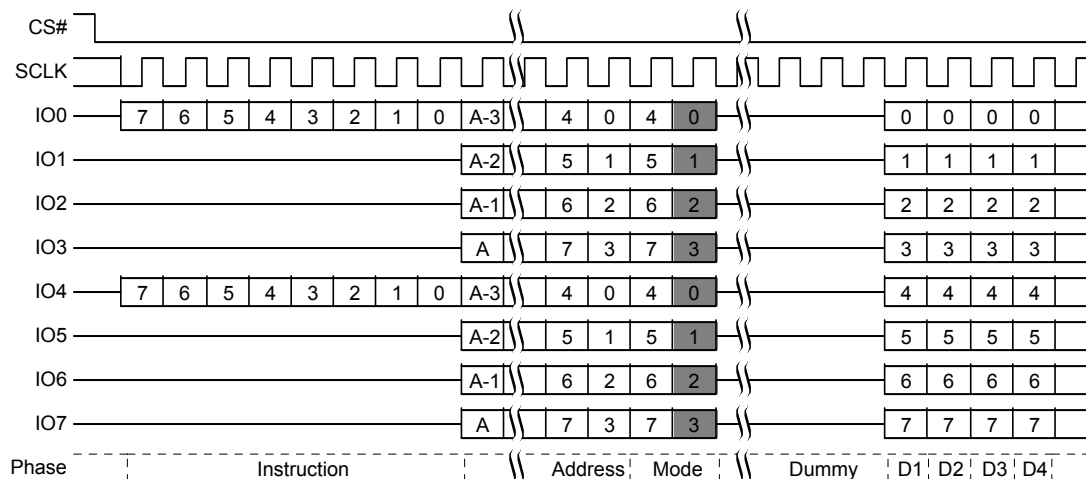 CS#
SCLK
IO0 7 6 5 4 3 2 1 0 A-3 4 0 4 0 0 0 0 0
IO1 A-2 5 1 5 1 1 1 1 1
IO2 A-1 6 2 6 2 2 2 2 2
IO3 A 7 3 7 3 3 3 3 3
IO4 7 6 5 4 3 2 1 0 A-3 4 0 4 0 4 4 4 4
IO5 A-2 5 1 5 1 5 5 5 5
IO6 A-1 6 2 6 2 6 6 6 6
IO7 A 7 3 7 3 7 7 7 7
Phase Instruction Address Mode Dummy D1 D2 D3 D4